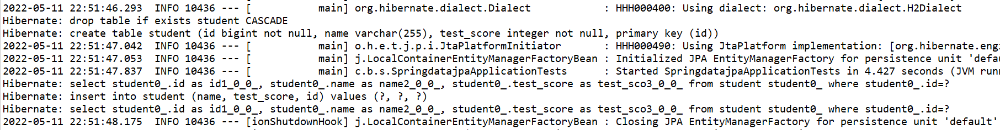 2022-05-11 22:51:46.293  INFO 10436 --- [           main] org.hibernate.dialect.Dialect            : HHH000400: Using dialect: org.hibernate.dialect.H2Dialect
Hibernate: drop table if exists student CASCADE
Hibernate: create table student (id bigint not null, name varchar(255), test_score integer not null, primary key (id))
2022-05-11 22:51:47.042  INFO 10436 --- [           main] o.h.e.t.j.p.i.JtaPlatformInitiator       : HHH000490: Using JtaPlatform implementation: [org.hibernate.engi
2022-05-11 22:51:47.053  INFO 10436 --- [           main] j.LocalContainerEntityManagerFactoryBean : Initialized JPA EntityManagerFactory for persistence unit 'defau
2022-05-11 22:51:47.837  INFO 10436 --- [           main] c.b.s.SpringdatajpaApplicationTests      : Started SpringdatajpaApplicationTests in 4.427 seconds (JVM runn
Hibernate: select student0_.id as id1_0_0_, student0_.name as name2_0_0_, student0_.test_score as test_sco3_0_0_ from student student0_ where student0_.id=?
Hibernate: insert into student (name, test_score, id) values (?, ?, ?)
Hibernate: select student0_.id as id1_0_0_, student0_.name as name2_0_0_, student0_.test_score as test_sco3_0_0_ from student student0_ where student0_.id=?
2022-05-11 22:51:48.175  INFO 10436 --- [ionShutdownHook] j.LocalContainerEntityManagerFactoryBean : Closing JPA EntityManagerFactory for persistence unit 'default'